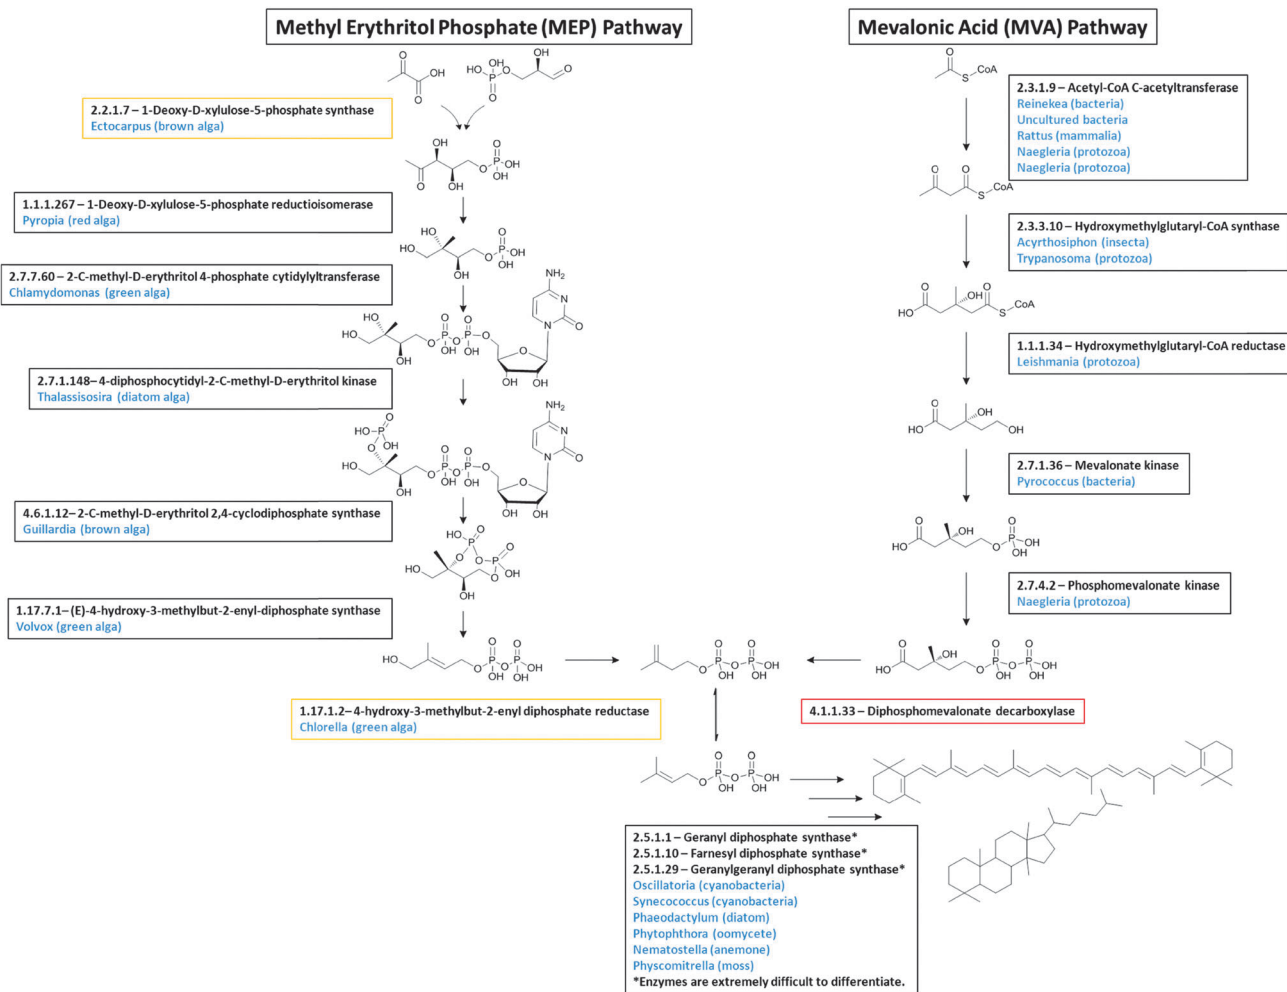 Methyl Erythritol Phosphate (MEP) Pathway
2.2.1.7 – 1-Deoxy-D-xylulose-5-phosphate synthase
Ectocarpus (brown alga)
1.1.1.267 – 1-Deoxy-D-xylulose-5-phosphate reductioisomerase
Pyropia (red alga)
2.7.7.60 – 2-C-methyl-D-erythritol 4-phosphate cytidylyltransferase
Chlamydomonas (green alga)
2.7.1.148– 4-diphosphocytidyl-2-C-methyl-D-erythritol kinase
Thalassisosira (diatom alga)
4.6.1.12– 2-C-methyl-D-erythritol 2,4-cyclodiphosphate synthase
Guillardia (brown alga)
1.17.7.1– (E)-4-hydroxy-3-methylbut-2-enyl-diphosphate synthase
Volvox (green alga)
1.17.1.2– 4-hydroxy-3-methylbut-2-enyl diphosphate reductase
Chlorella (green alga)
Mevalonic Acid (MVA) Pathway
2.3.1.9 – Acetyl-CoA C-acetyltransferase
Reinekea (bacteria)
Uncultured bacteria
Rattus (mammalia)
Naegleria (protozoa)
Naegleria (protozoa)
2.3.3.10 – Hydroxymethylglutaryl-CoA synthase
Acyrthosiphon (insecta)
Trypanosoma (protozoa)
1.1.1.34 – Hydroxymethylglutaryl-CoA reductase
Leishmania (protozoa)
2.7.1.36 – Mevalonate kinase
Pyrococcus (bacteria)
2.7.4.2 – Phosphomevalonate kinase
Naegleria (protozoa)
4.1.1.33 – Diphosphomevalonate decarboxylase
2.5.1.1 – Geranyl diphosphate synthase*
2.5.1.10 – Farnesyl diphosphate synthase*
2.5.1.29 – Geranylgeranyl diphosphate synthase*
Oscillatoria (cyanobacteria)
Synecococcus (cyanobacteria)
Phaeodactylum (diatom)
Phytophthora (oomycete)
Nematostella (anemone)
Physcomitrella (moss)
*Enzymes are extremely difficult to differentiate.